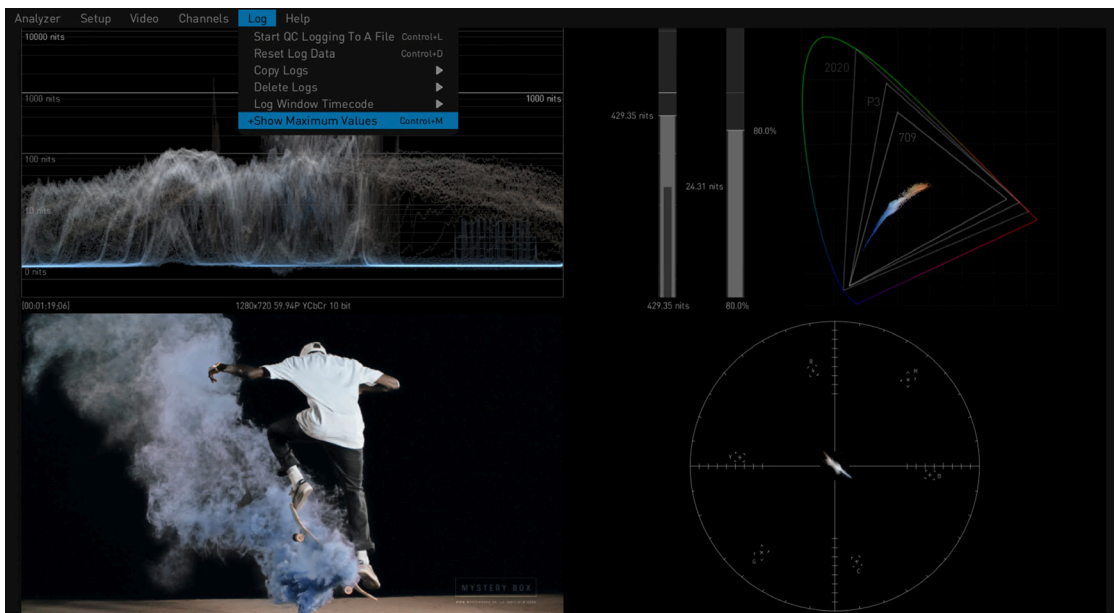 Analyzer Setup Video Channels Log Help
Start QC Logging To A File Control+L
Reset Log Data Control+D
Copy Logs
Delete Logs
Log Window Timecode
+Show Maximum Values Control+M
10000 nits
1000 nits 1000 nits
100 nits
10 nits
0 nits
429.35 nits
80.0%
24.31 nits
429.35 nits 80.0%
2020
P3
709
[00:01:19;06] 1280x720 59.94P YCbCr 10 bit
MYSTERY BOX
R
M
Y
B
G
C